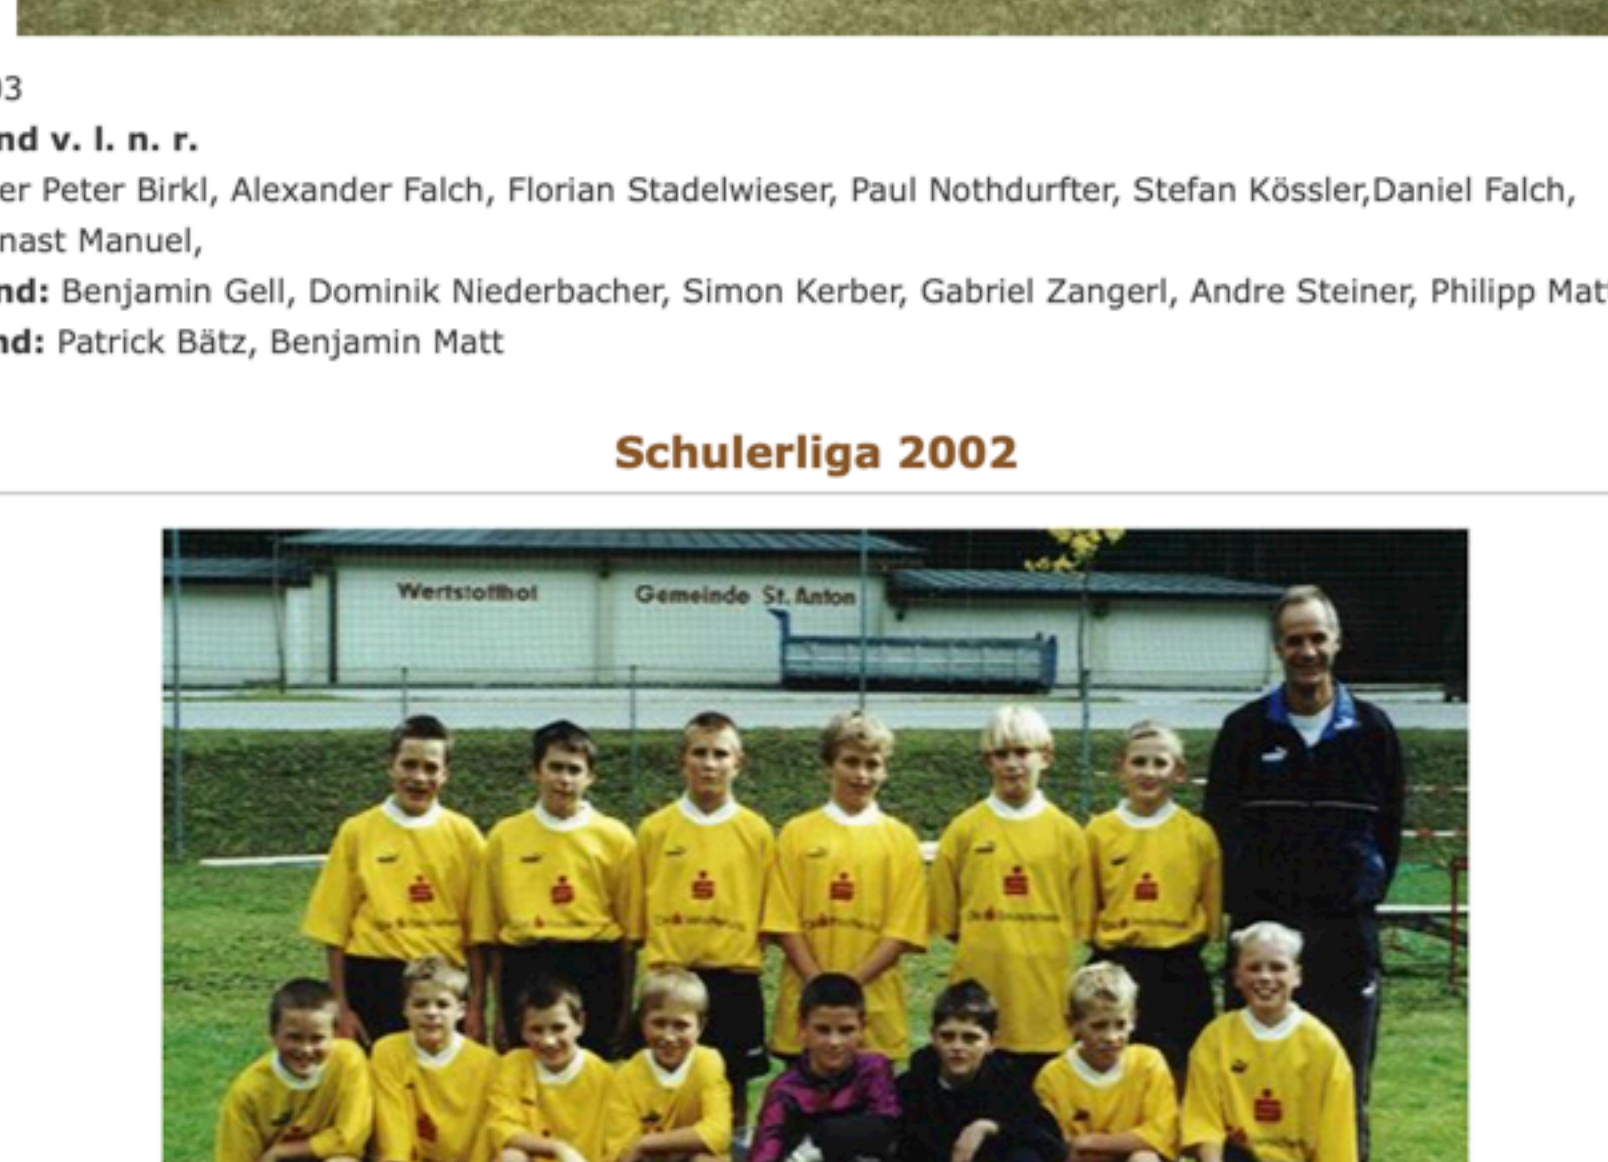 03
nd v. l. n. r.
er Peter Birkl, Alexander Falch, Florian Stadelwieser, Paul Nothdurfter, Stefan Kössler,Daniel Falch,
nast Manuel,
nd: Benjamin Gell, Dominik Niederbacher, Simon Kerber, Gabriel Zangerl, Andre Steiner, Philipp Matt
nd: Patrick Bätz, Benjamin Matt
Schulerliga 2002
Wertstoffhof Gemeinde St. Anton